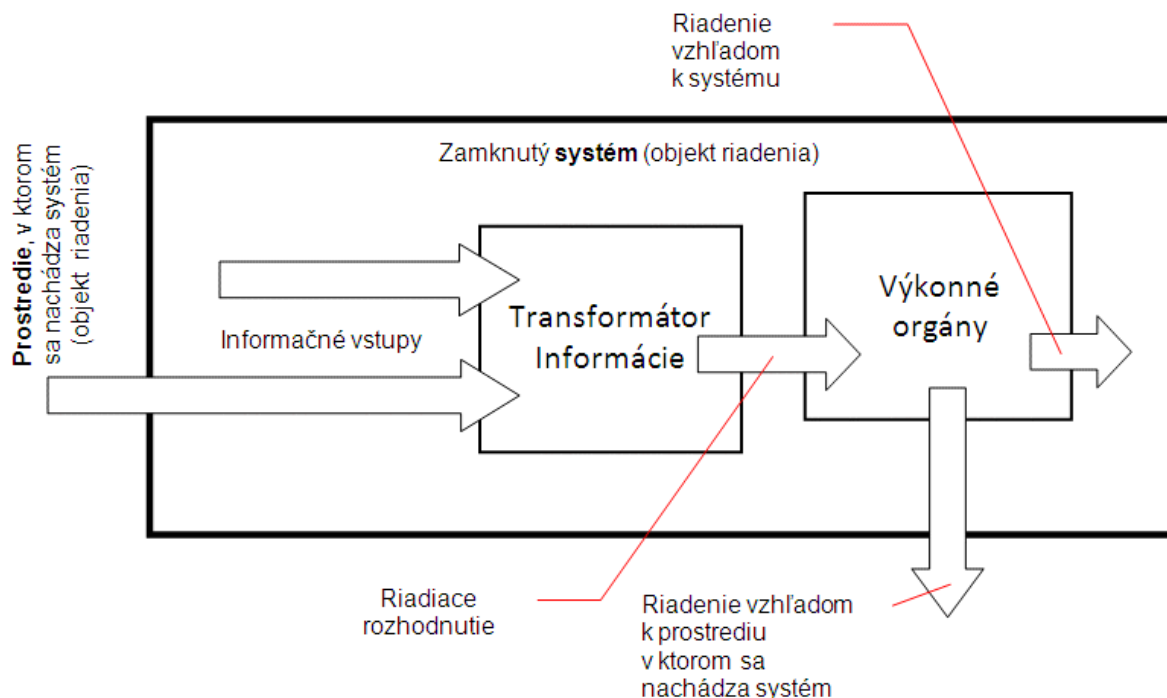 Riadenie
vzhľadom
k systému
Zamknutý systém (objekt riadenia)
Prostredie, v ktorom
sa nachádza systém
(objekt riadenia)
Informačné vstupy
Transformátor
Informácie
Výkonné
orgány
Riadiace
rozhodnutie
Riadenie vzhľadom
k prostrediu
v ktorom sa
nachádza systém